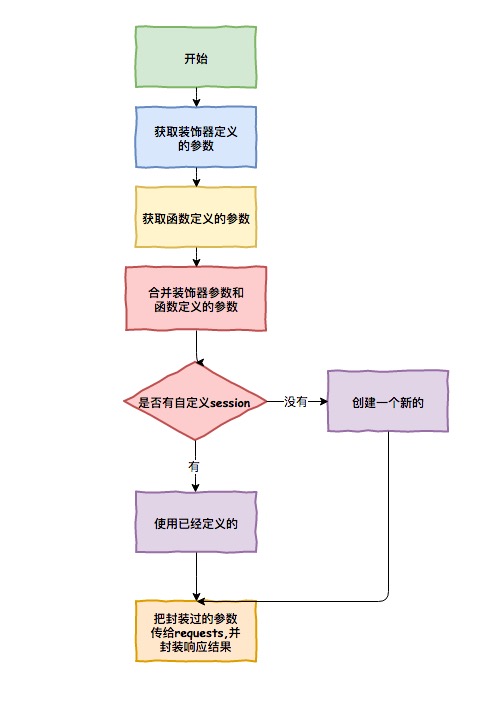 开始
获取装饰器定义
的参数
获取函数定义的参数
合并装饰器参数和
函数定义的参数
是否有自定义session
没有
创建一个新的
有
使用已经定义的
把封装过的参数
传给requests,并
封装响应结果